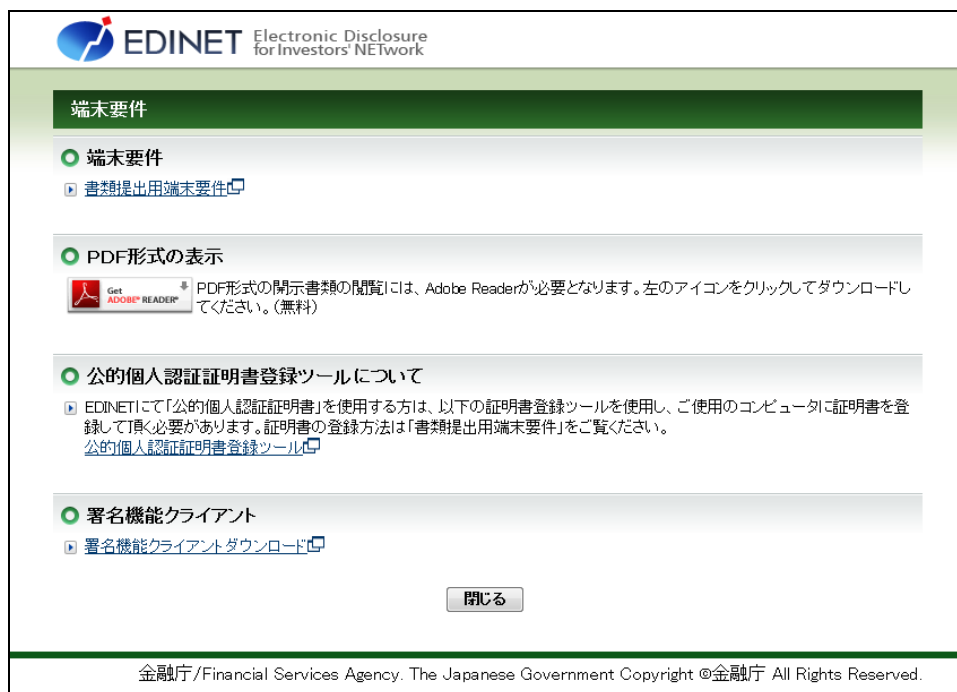 EDINET Electronic Disclosure
for Investors' NETwork
端末要件
端末要件
書類提出用端末要件
PDF形式の表示
Get
ADOBE® READER®
PDF形式の開示書類の閲覧には、Adobe Readerが必要となります。左のアイコンをクリックしてダウンロードし
てください。(無料)
公的個人認証証明書登録ツールについて
EDINETにて「公的個人認証証明書」を使用する方は、以下の証明書登録ツールを使用し、ご使用のコンピュータに証明書を登
録して頂く必要があります。証明書の登録方法は「書類提出用端末要件」をご覧ください。
公的個人認証証明書登録ツール
署名機能クライアント
署名機能クライアントダウンロード
閉じる
金融庁/Financial Services Agency. The Japanese Government Copyright ©金融庁 All Rights Reserved.